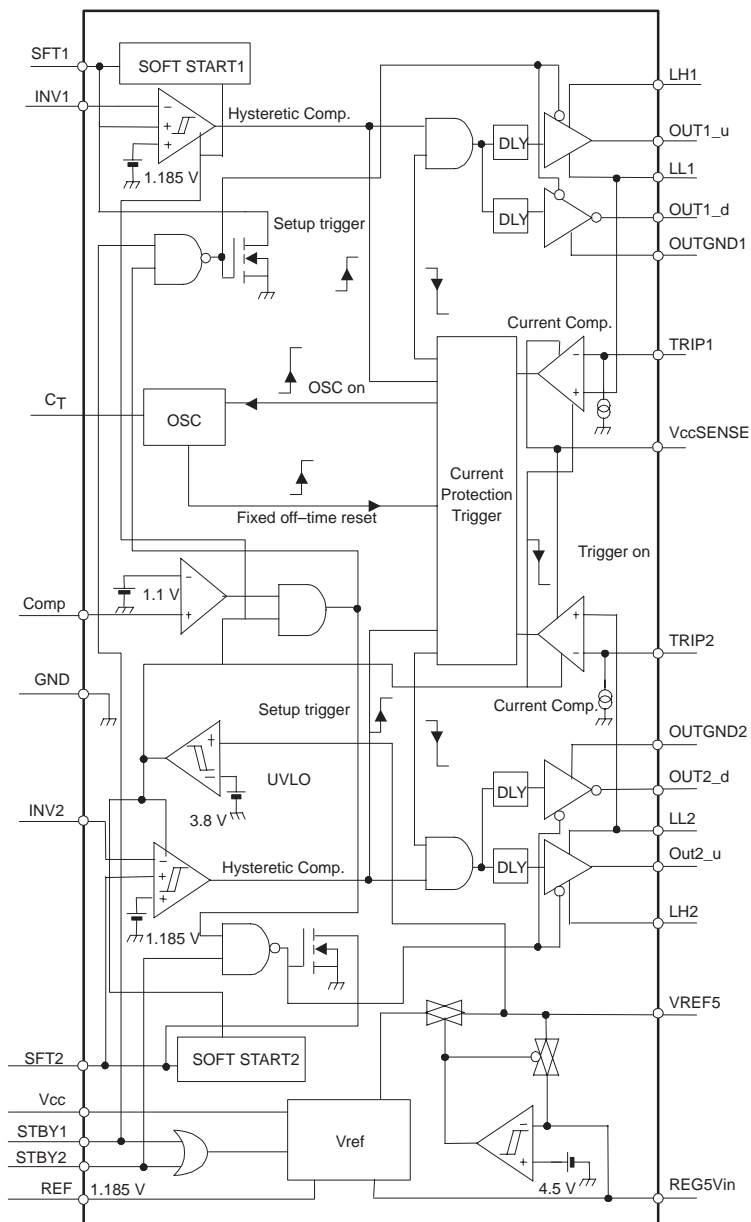 SFT1
SOFT START1
LH1
INV1
Hysteretic Comp.
OUT1_u
1.185 V
DLY
LL1
DLY
OUT1_d
Setup trigger
OUTGND1
Current Comp.
TRIP1
OSC on
CT
OSC
VccSENSE
Current
Protection
Trigger
Fixed off–time reset
Trigger on
1.1 V
Comp
TRIP2
GND
Current Comp.
Setup trigger
OUTGND2
UVLO
DLY
OUT2_d
3.8 V
INV2
LL2
Hysteretic Comp.
DLY
Out2_u
1.185 V
LH2
VREF5
SFT2
SOFT START2
Vcc
STBY1
Vref
STBY2
REF
1.185 V
4.5 V
REG5Vin